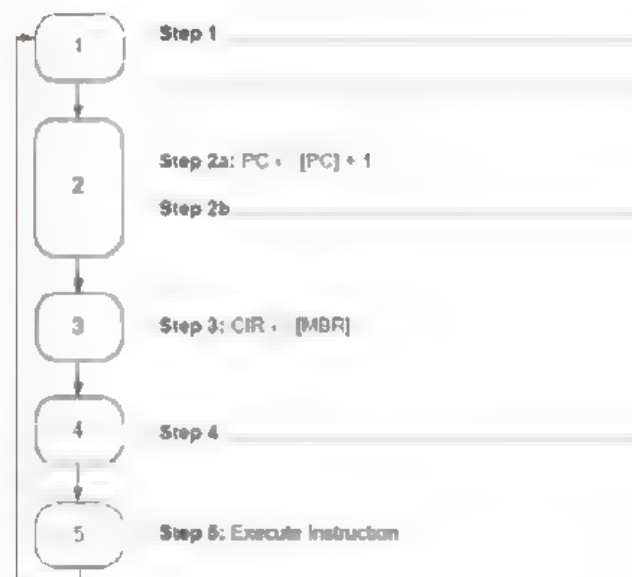 1 Step 1
2
Step 2a: PC ← [PC] + 1
Step 2b
3 Step 3: CIR ← [MBR]
4 Step 4
5 Step 5: Execute Instruction